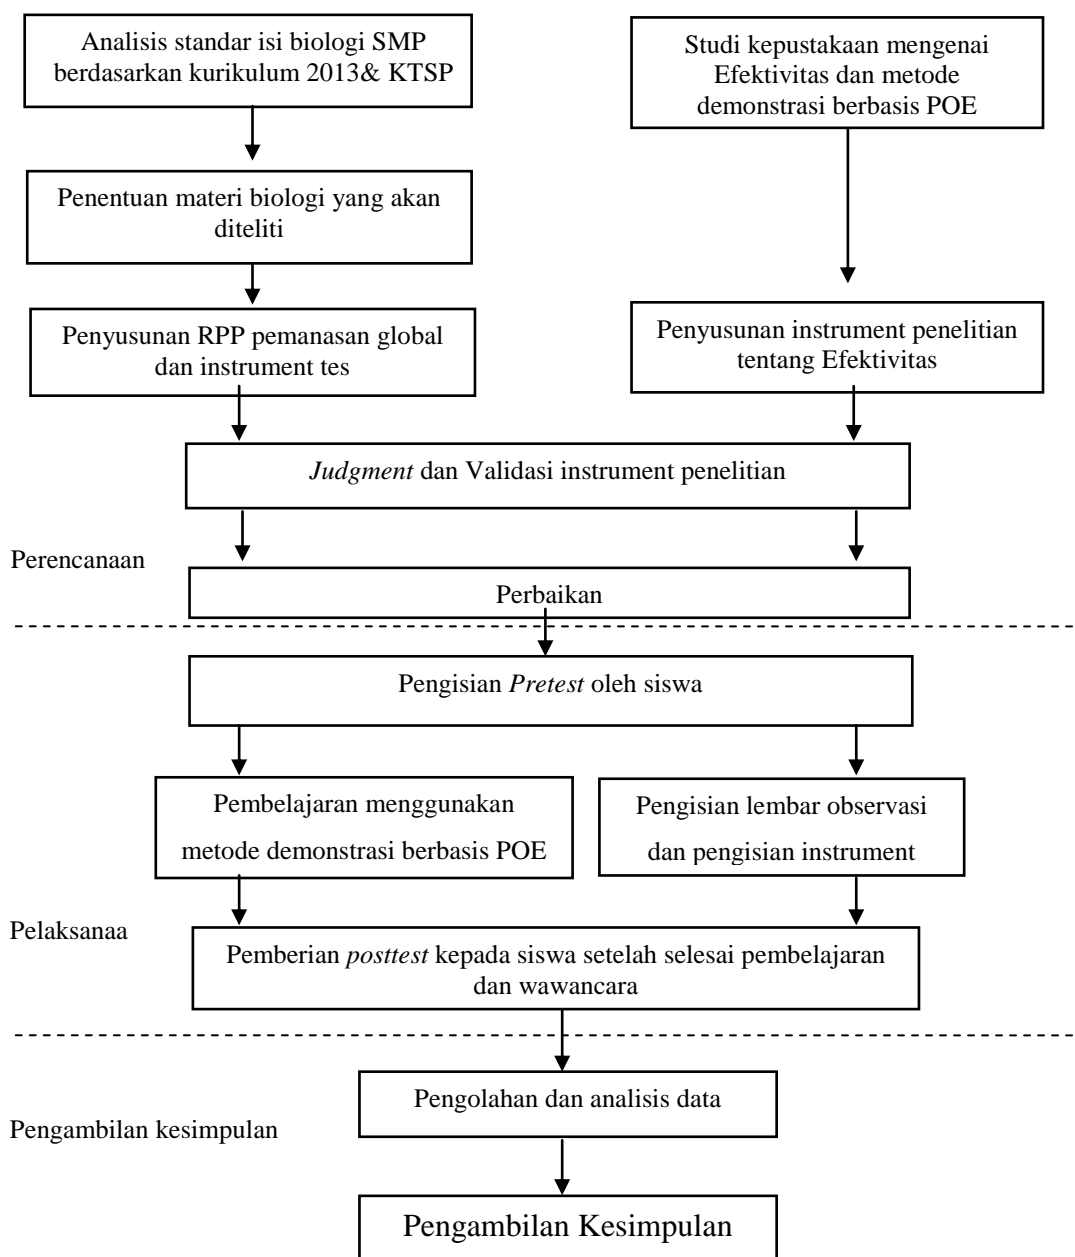 Analisis standar isi biologi SMP
berdasarkan kurikulum 2013& KTSP
Studi kepustakaan mengenai
Efektivitas dan metode
demonstrasi berbasis POE
Penentuan materi biologi yang akan
diteliti
Penyusunan RPP pemanasan global
dan instrument tes
Penyusunan instrument penelitian
tentang Efektivitas
Judgment dan Validasi instrument penelitian
Perencanaan
Perbaikan
Pengisian Pretest oleh siswa
Pembelajaran menggunakan
metode demonstrasi berbasis POE
Pengisian lembar observasi
dan pengisian instrument
Pelaksanaa
Pemberian posttest kepada siswa setelah selesai pembelajaran
dan wawancara
Pengolahan dan analisis data
Pengambilan kesimpulan
Pengambilan Kesimpulan